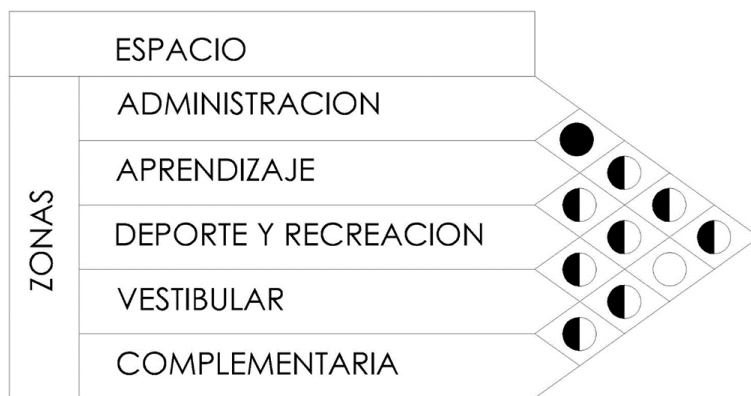 ESPACIO
ZONAS
ADMINISTRACION
APRENDIZAJE
DEPORTE Y RECREACION
VESTIBULAR
COMPLEMENTARIA